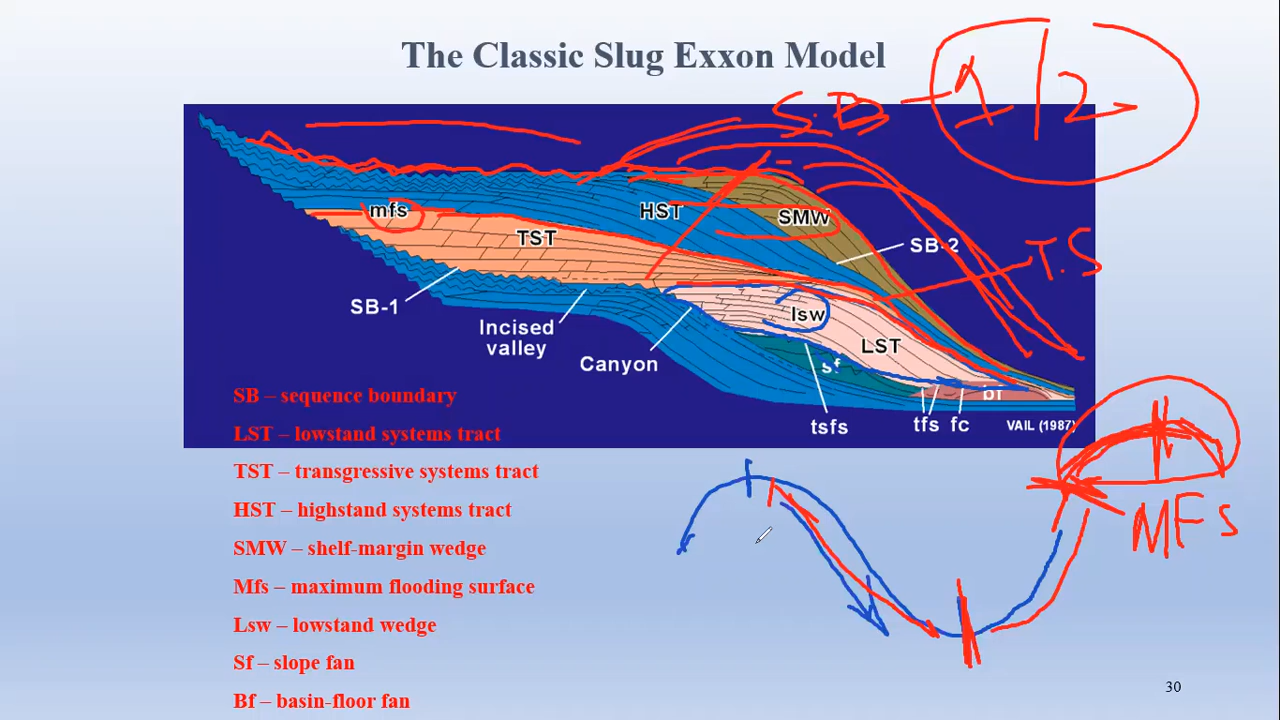 The Classic Slug Exxon Model
S.B - 1/2
mfs
HST
SMW
TST
SB-2
T.S
SB-1
lsw
Incised
valley
LST
Canyon
sf
bf
tsfs
tfs
fc
VAIL (1987)
SB – sequence boundary
LST – lowstand systems tract
TST – transgressive systems tract
HST – highstand systems tract
SMW – shelf-margin wedge
Mfs – maximum flooding surface
Lsw – lowstand wedge
Sf – slope fan
Bf – basin-floor fan
MFS
30